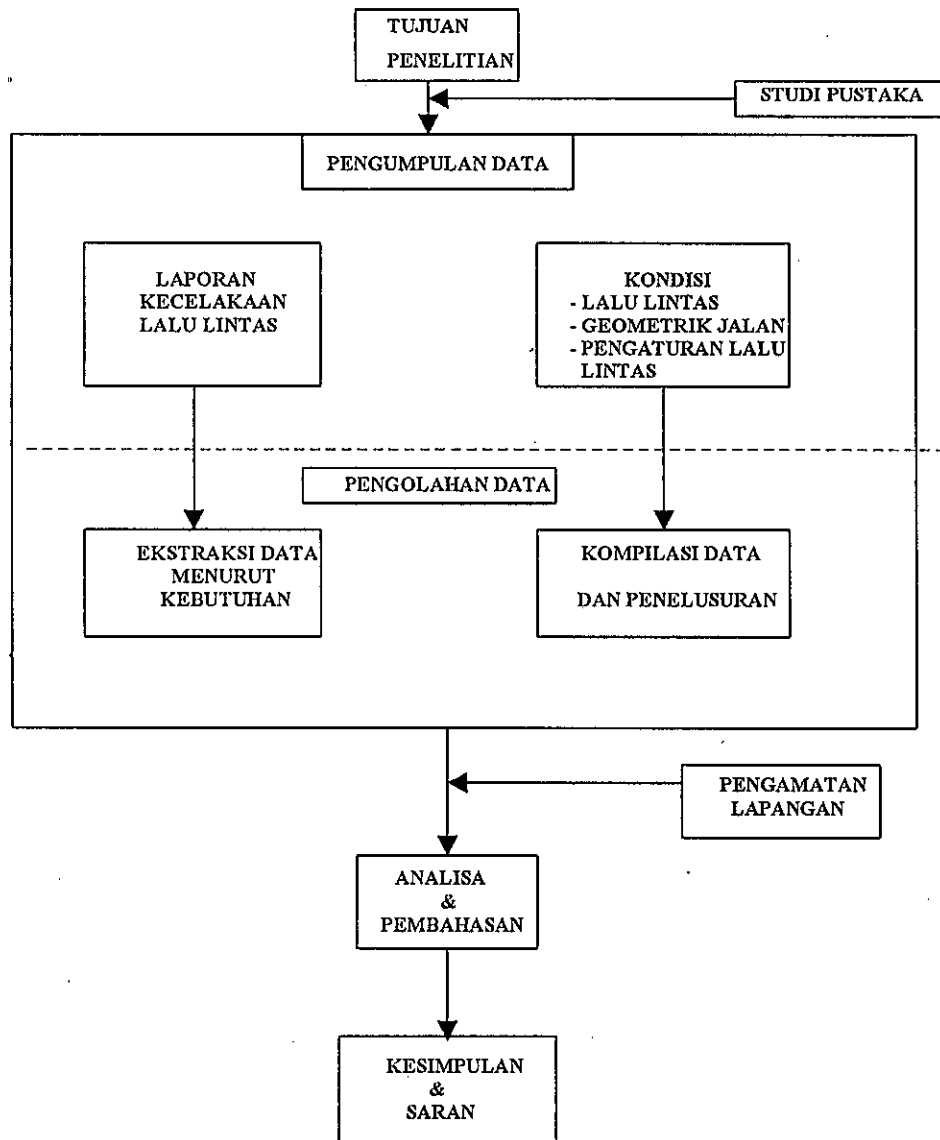 TUJUAN
PENELITIAN
STUDI PUSTAKA
PENGUMPULAN DATA
LAPORAN
KECELAKAAN
LALU LINTAS
KONDISI
- LALU LINTAS
- GEOMETRIK JALAN
- PENGATURAN LALU
LINTAS
PENGOLAHAN DATA
EKSTRAKSI DATA
MENURUT
KEBUTUHAN
KOMPILASI DATA
DAN PENELUSURAN
PENGAMATAN
LAPANGAN
ANALISA
&
PEMBAHASAN
KESIMPULAN
&
SARAN